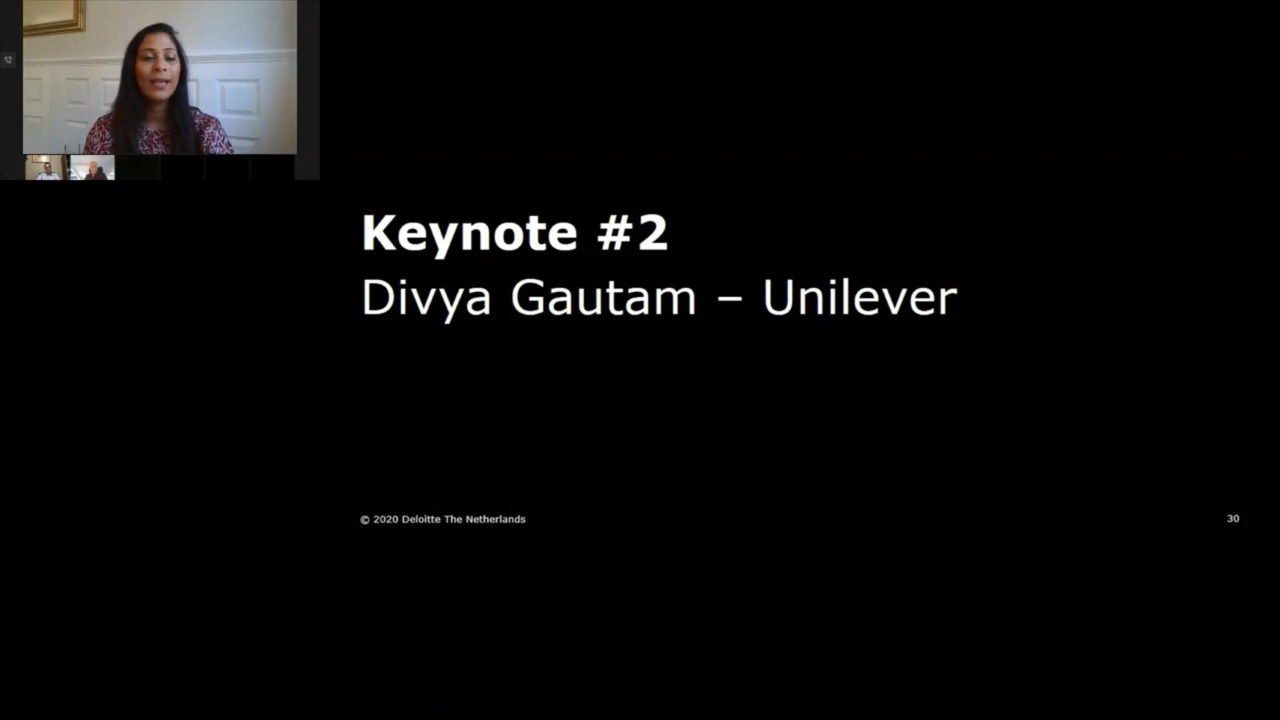 Keynote #2
Divya Gautam – Unilever
© 2020 Deloitte The Netherlands
30